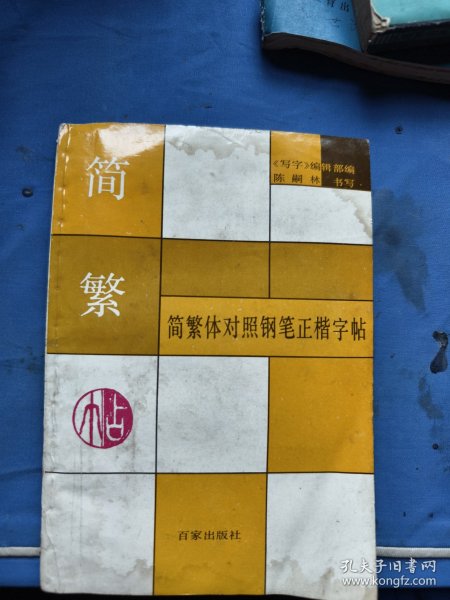 《写字》编辑部编
陈嗣林 书写
简
繁
帖
简繁体对照钢笔正楷字帖
百家出版社
孔夫子旧书网
www.kongfz.com